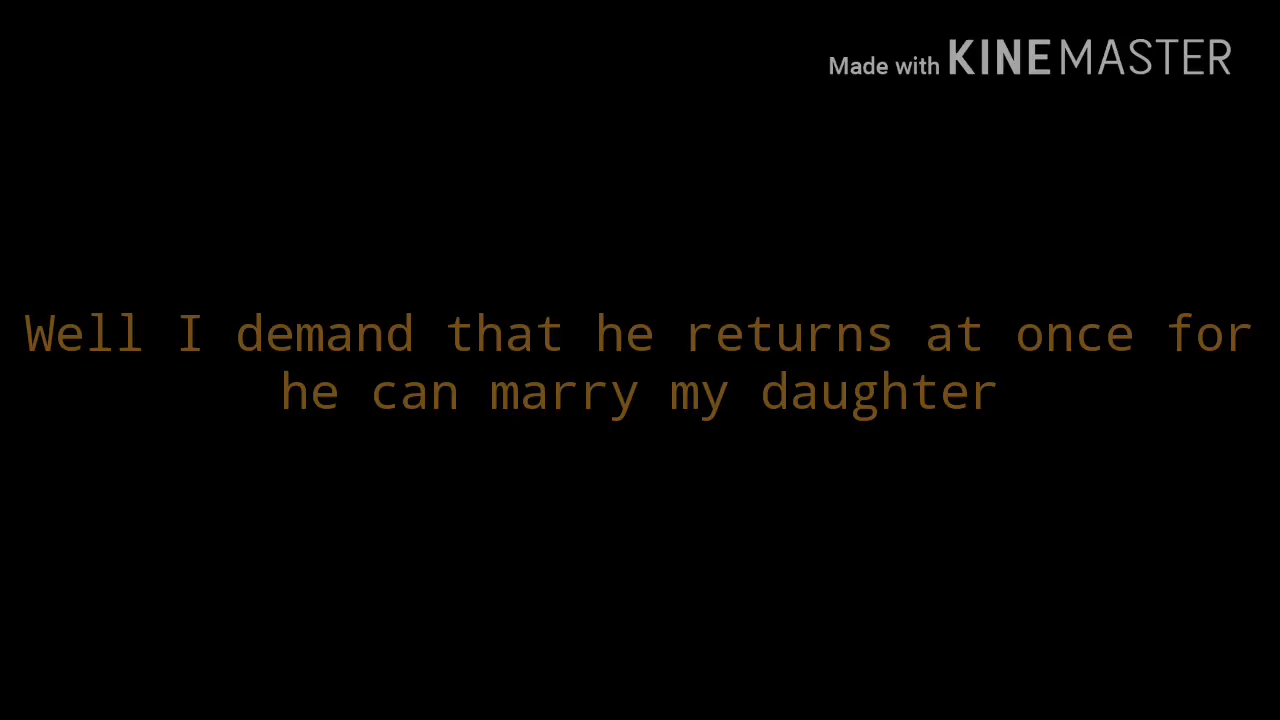 Made with KINEMASTER
Well I demand that he returns at once for
he can marry my daughter